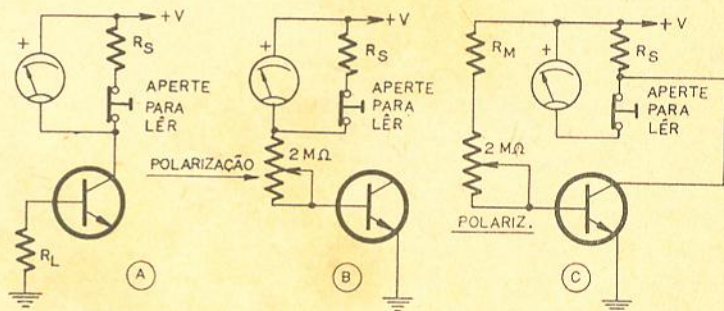 +V
+
RS
APERTE
PARA
LÊR
RL
A
+V
+
RS
APERTE
PARA
LÊR
POLARIZAÇÃO
2 MΩ
B
+V
RM
+
RS
APERTE
PARA
LÊR
2 MΩ
POLARIZ.
C